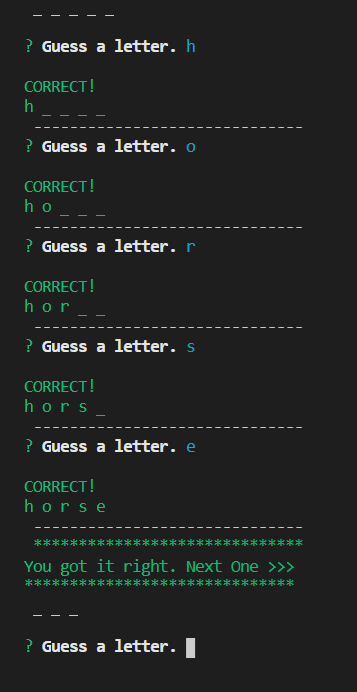 _ _ _ _ _
? Guess a letter. h
CORRECT!
h _ _ _ _
------------------------------
? Guess a letter. o
CORRECT!
h o _ _ _
------------------------------
? Guess a letter. r
CORRECT!
h o r _ _
------------------------------
? Guess a letter. s
CORRECT!
h o r s _
------------------------------
? Guess a letter. e
CORRECT!
h o r s e
------------------------------
******************************
You got it right. Next One >>>
******************************
_ _ _
? Guess a letter.